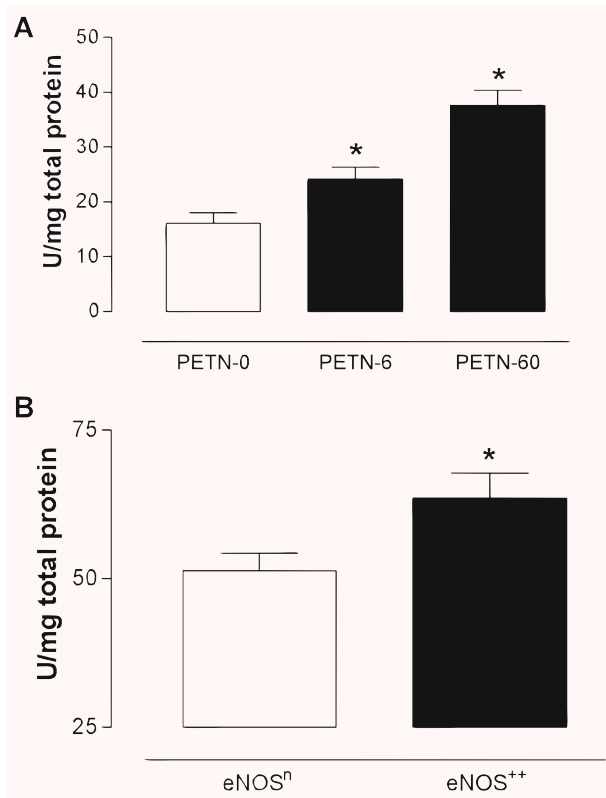 A
U/mg total protein
50
40
30
20
10
0
*
*
PETN-0 PETN-6 PETN-60
B
U/mg total protein
75
50
25
*
eNOSⁿ eNOS⁺⁺